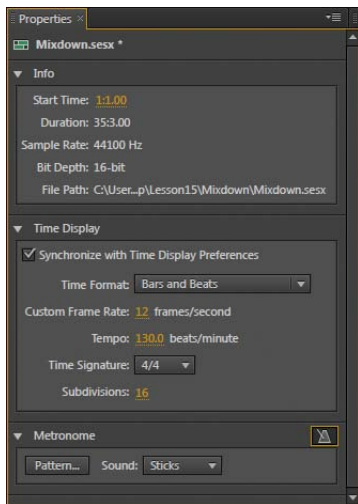 Properties ×
Mixdown.sesx *
Info
Start Time: 1:1.00
Duration: 35:3.00
Sample Rate: 44100 Hz
Bit Depth: 16-bit
File Path: C:\User...p\Lesson15\Mixdown\Mixdown.sesx
Time Display
Synchronize with Time Display Preferences
Time Format: Bars and Beats
Custom Frame Rate: 12 frames/second
Tempo: 130.0 beats/minute
Time Signature: 4/4
Subdivisions: 16
Metronome
Pattern... Sound: Sticks